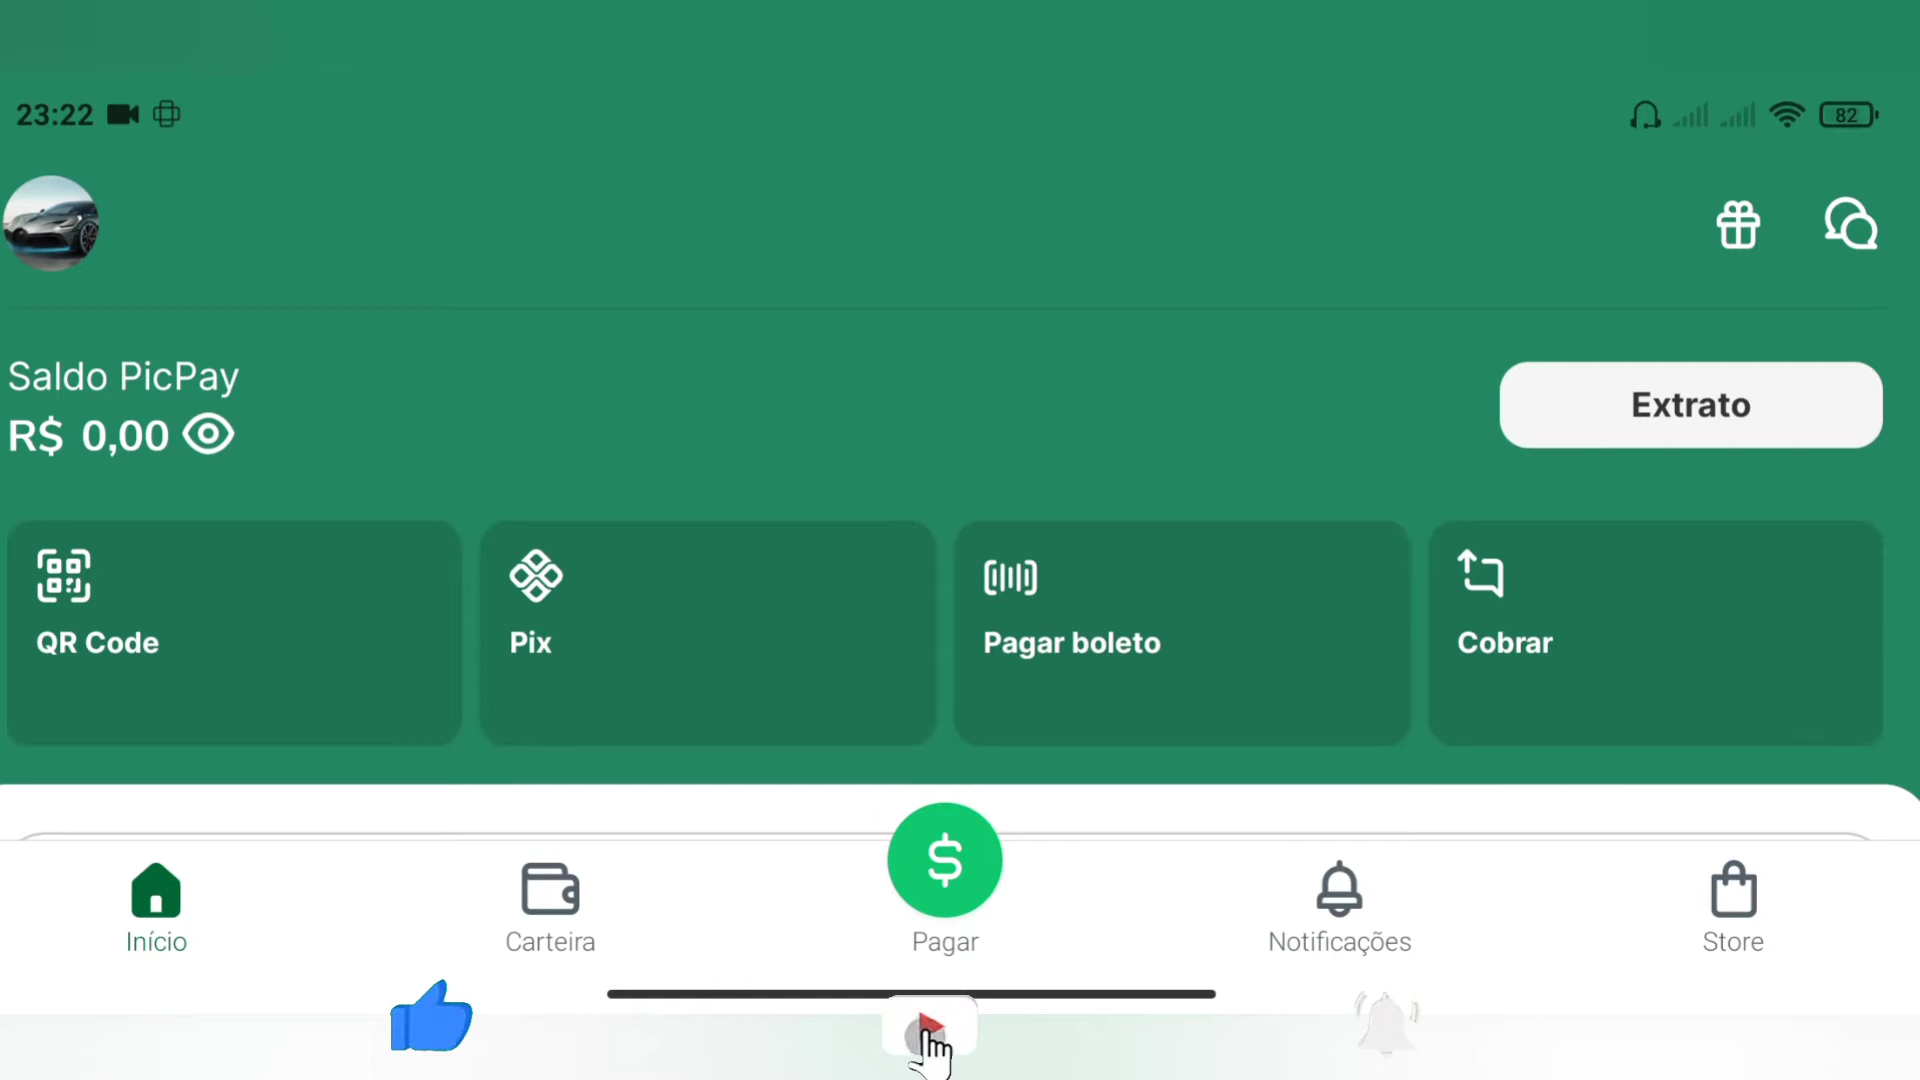 23:22
82
Saldo PicPay
R$ 0,00
Extrato
QR Code
Pix
Pagar boleto
Cobrar
$
Início
Carteira
Pagar
Notificações
Store